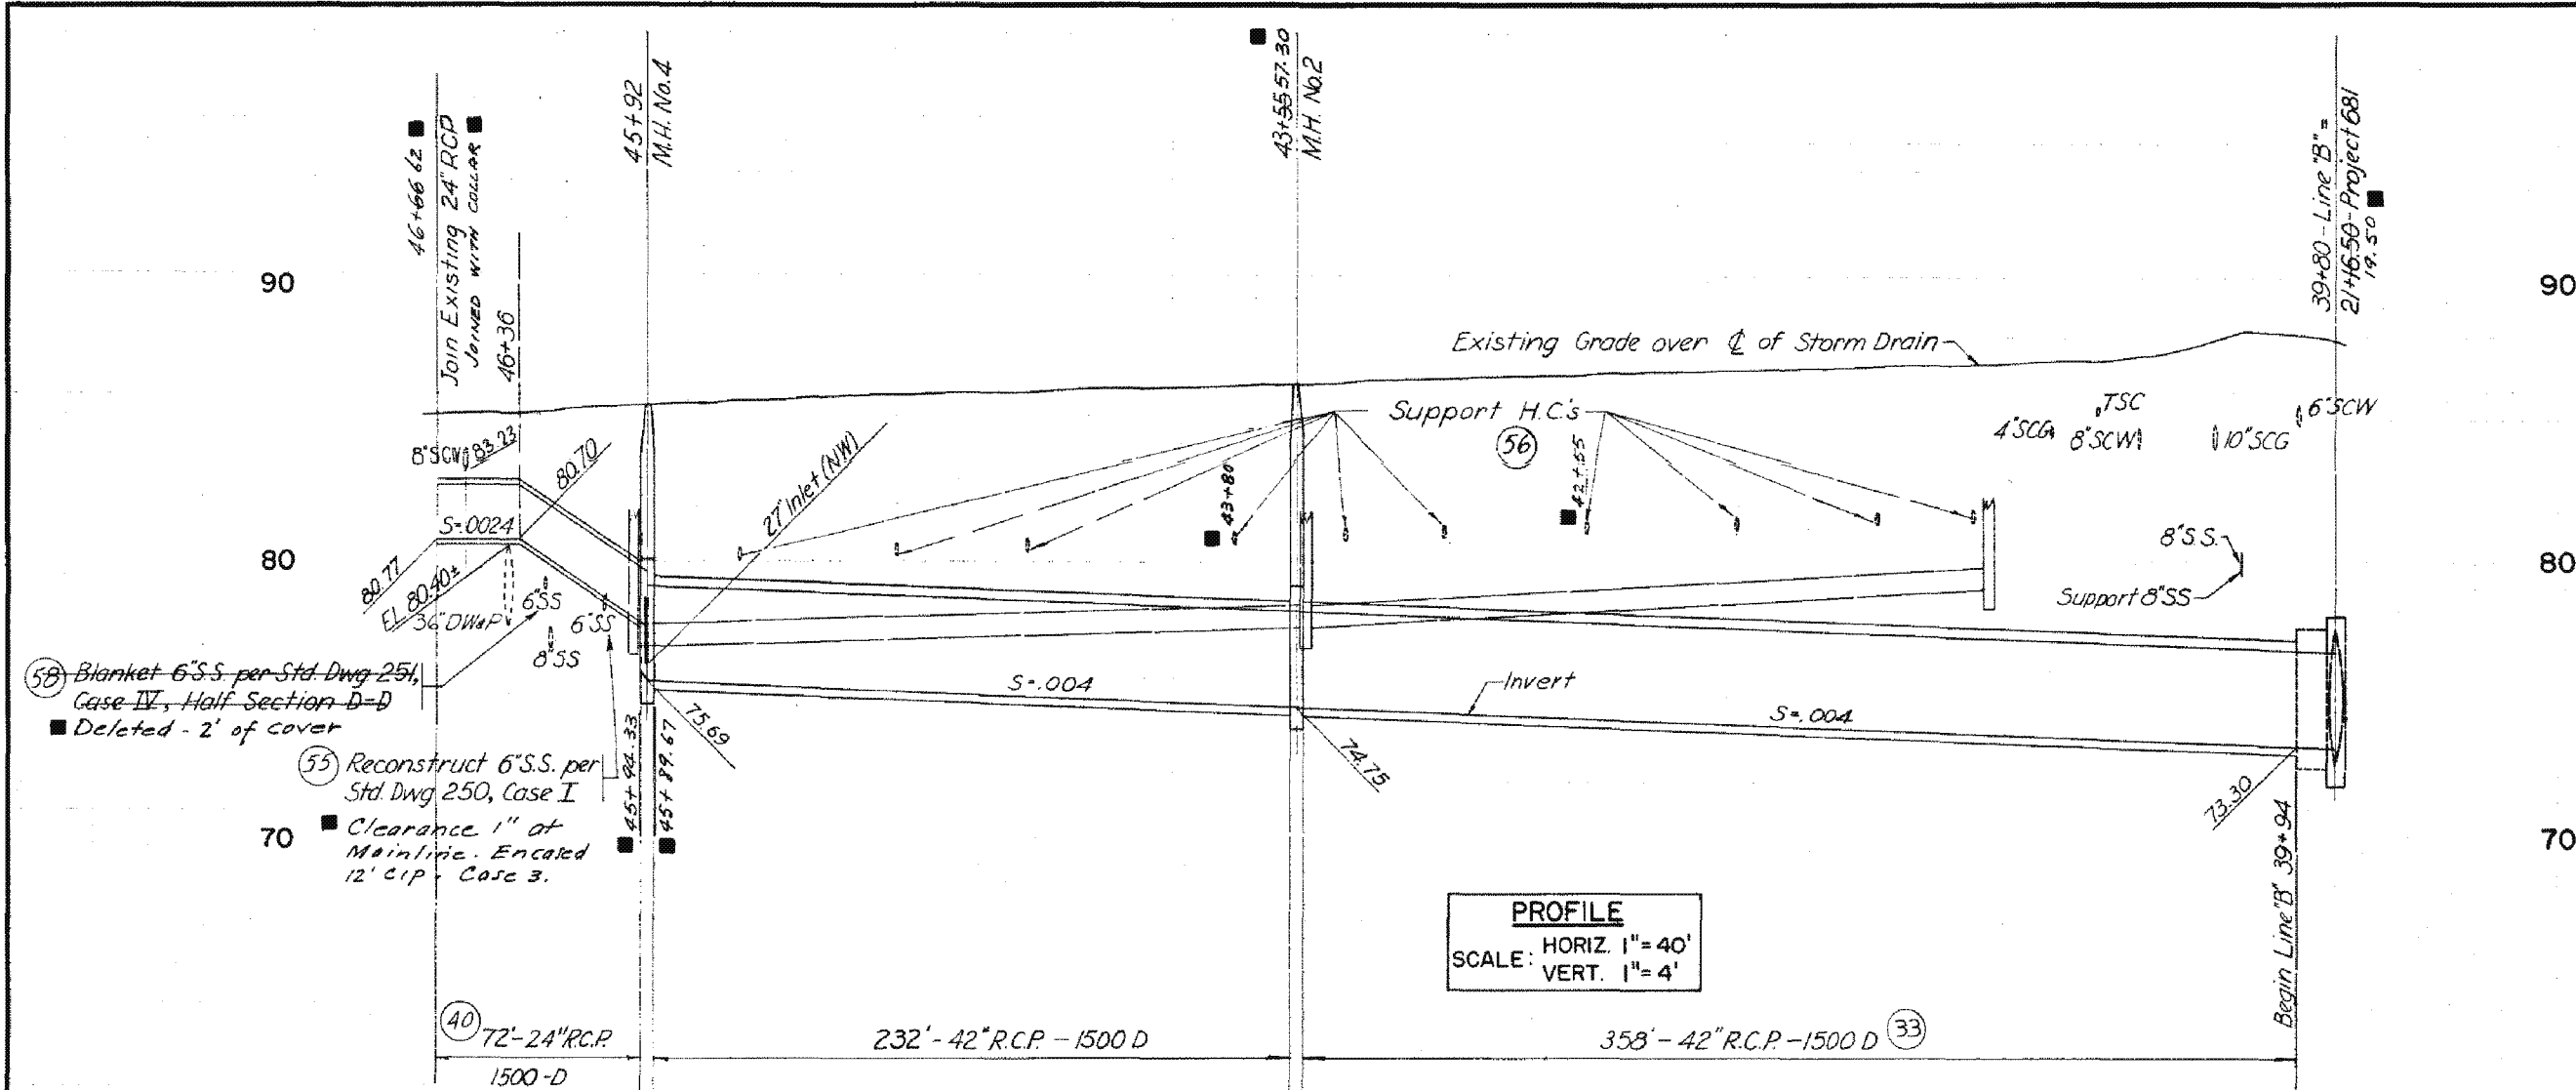 46+66 62 ■
Join Existing 24" RCP
JOINED WITH COLLAR ■
46+36
45+92
M.H. No.4
■ 43+55 57.30
M.H. No.2
39+80 - Line "B" =
21+16.50 - Project 681
19.50 ■
90
90
Existing Grade over ℄ of Storm Drain
Support H.C.'s
56
4"SCG
TSC
8"SCW
10"SCG
6"SCW
8"SCW
83.23
80.70
27" Inlet (NW)
■ 43+80
■ 42+55
S=.0024
80
80
80.77
EL 80.40±
36"DW&P
6"SS
8"SS
6"SS
8"S.S.
Support 8"SS
58 Blanket 6"S.S. per Std. Dwg 251,
Case IV, Half Section D-D
■ Deleted - 2' of cover
55 Reconstruct 6"S.S. per
Std. Dwg 250, Case I
■ Clearance 1" at
Mainline. Encased
12' CIP. Case 3.
■ 45+94.33
■ 45+89.67
75.69
S=.004
74.75
Invert
S=.004
73.30
Begin Line "B" 39+94
70
70
PROFILE
SCALE: HORIZ. 1"=40'
VERT. 1"=4'
40 72'-24" R.C.P.
1500-D
232'-42" R.C.P. -1500 D
358'-42" R.C.P. -1500 D 33